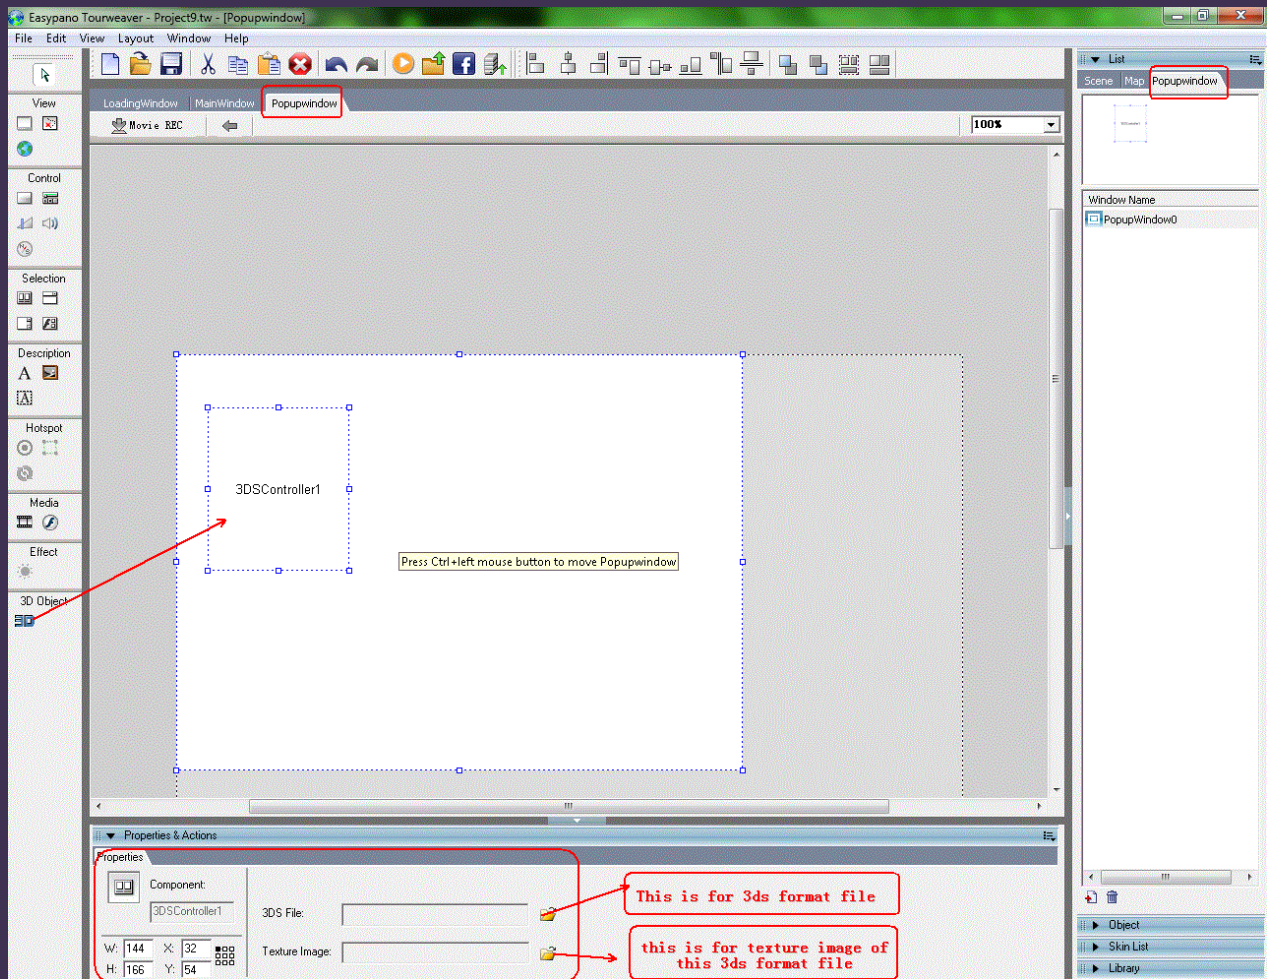 Easypano Tourweaver - Project9.tw - [Popupwindow]
File Edit View Layout Window Help
View
Control
Selection
Description
Hotspot
Media
Effect
3D Object
LoadingWindow MainWindow Popupwindow
Movie REC
100%
3DSController1
Press Ctrl+left mouse button to move Popupwindow
List
Scene Map Popupwindow
Window Name
PopupWindow0
Object
Skin List
Library
Properties & Actions
Properties
Component:
3DSController1
W: 144 X: 32
H: 166 Y: 54
3DS File:
Texture Image:
This is for 3ds format file
this is for texture image of
this 3ds format file